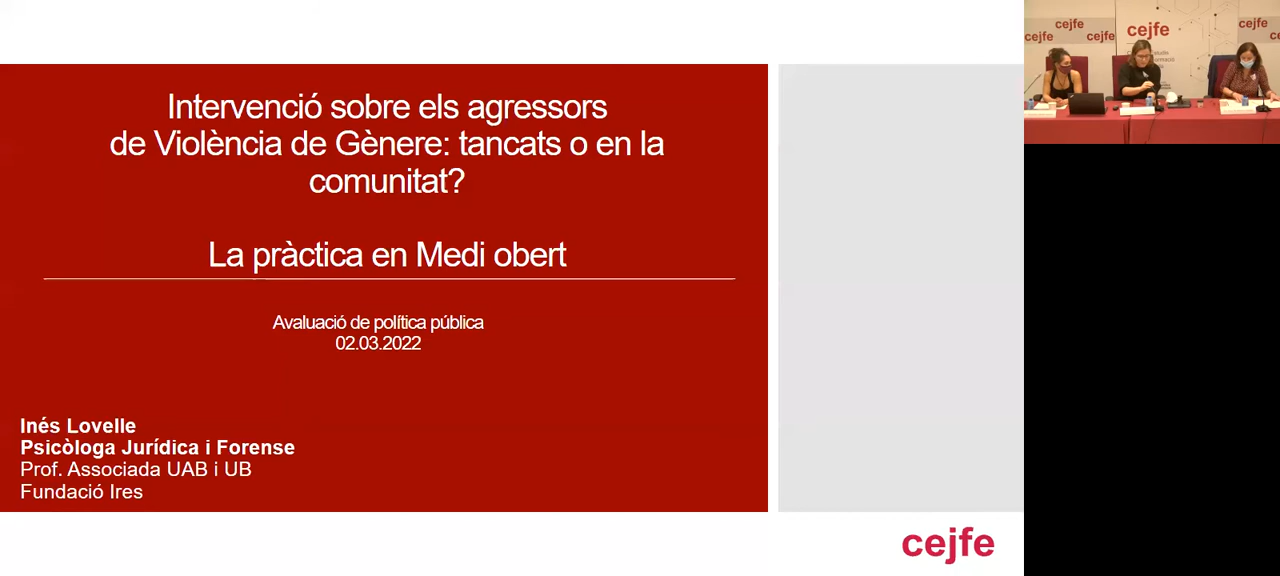 Intervenció sobre els agressors
de Violència de Gènere: tancats o en la
comunitat?
La pràctica en Medi obert
Avaluació de política pública
02.03.2022
Inés Lovelle
Psicòloga Jurídica i Forense
Prof. Associada UAB i UB
Fundació Ires
cejfe
cejfe
cejfe
cejfe
cejfe
cejfe